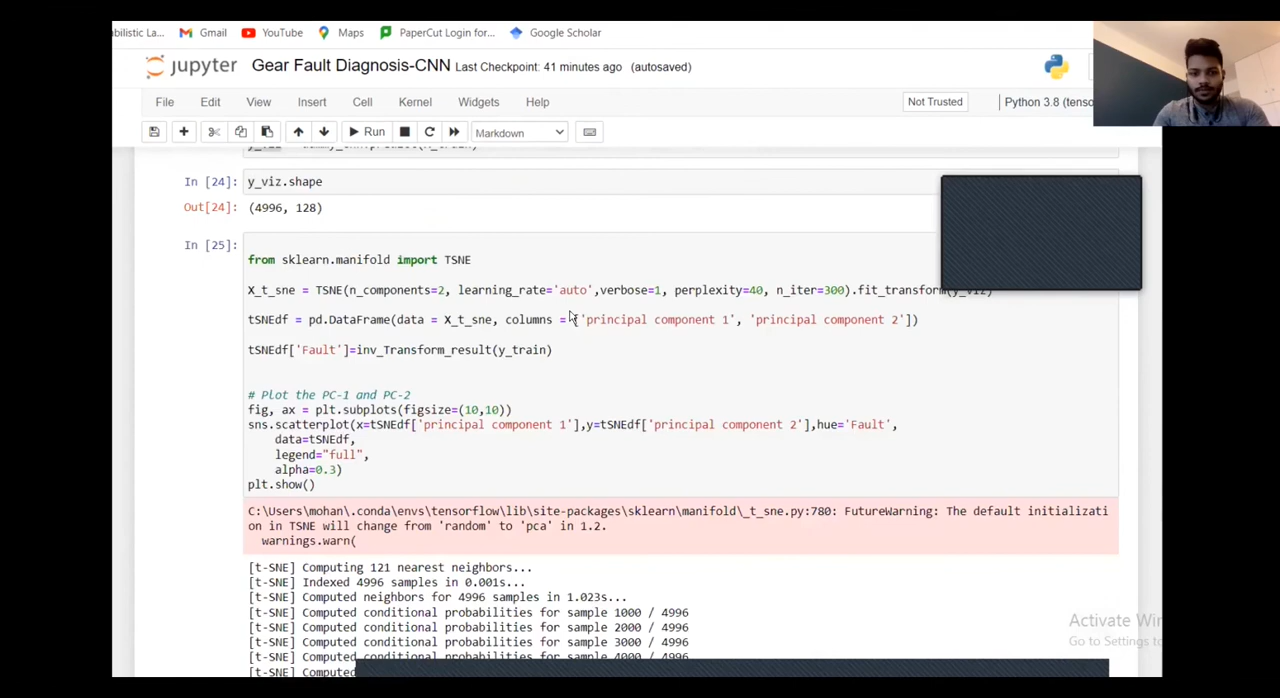 abilistic La... Gmail YouTube Maps PaperCut Login for... Google Scholar
jupyter Gear Fault Diagnosis-CNN Last Checkpoint: 41 minutes ago (autosaved)
File Edit View Insert Cell Kernel Widgets Help Not Trusted Python 3.8 (tenso
Run Markdown
In [24]: y_viz.shape
Out[24]: (4996, 128)
In [25]:
from sklearn.manifold import TSNE
X_t_sne = TSNE(n_components=2, learning_rate='auto',verbose=1, perplexity=40, n_iter=300).fit_transform(y_viz)
tSNEdf = pd.DataFrame(data = X_t_sne, columns = ['principal component 1', 'principal component 2'])
tSNEdf['Fault']=inv_Transform_result(y_train)
# Plot the PC-1 and PC-2
fig, ax = plt.subplots(figsize=(10,10))
sns.scatterplot(x=tSNEdf['principal component 1'],y=tSNEdf['principal component 2'],hue='Fault',
data=tSNEdf,
legend="full",
alpha=0.3)
plt.show()
C:\Users\mohan\.conda\envs\tensorflow\lib\site-packages\sklearn\manifold\_t_sne.py:780: FutureWarning: The default initializati
on in TSNE will change from 'random' to 'pca' in 1.2.
warnings.warn(
[t-SNE] Computing 121 nearest neighbors...
[t-SNE] Indexed 4996 samples in 0.001s...
[t-SNE] Computed neighbors for 4996 samples in 1.023s...
[t-SNE] Computed conditional probabilities for sample 1000 / 4996
[t-SNE] Computed conditional probabilities for sample 2000 / 4996
[t-SNE] Computed conditional probabilities for sample 3000 / 4996
[t-SNE] Computed conditional probabilities for sample 4000 / 4996
[t-SNE] Computed
Activate Win
Go to Settings to